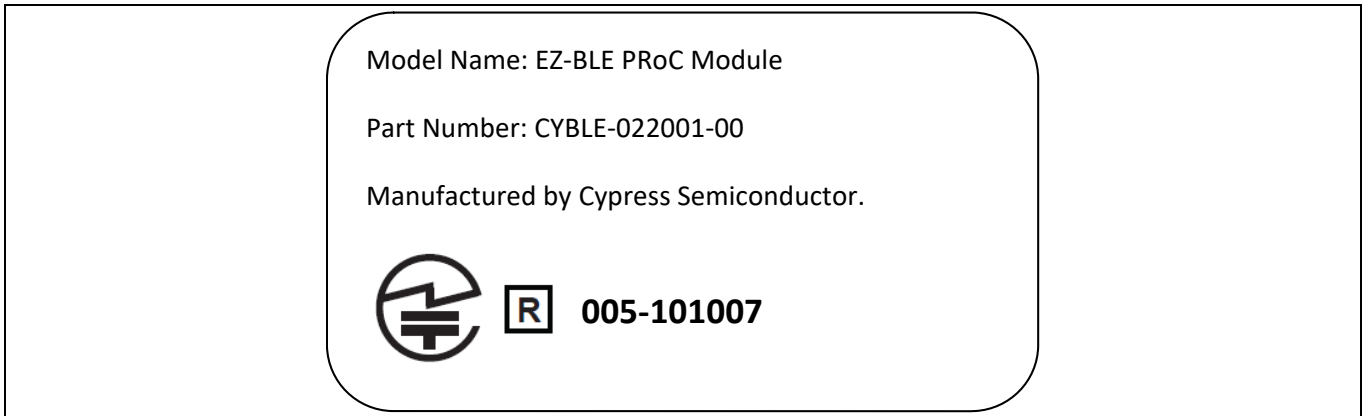 Model Name: EZ-BLE PRoC Module
Part Number: CYBLE-022001-00
Manufactured by Cypress Semiconductor.
R 005-101007